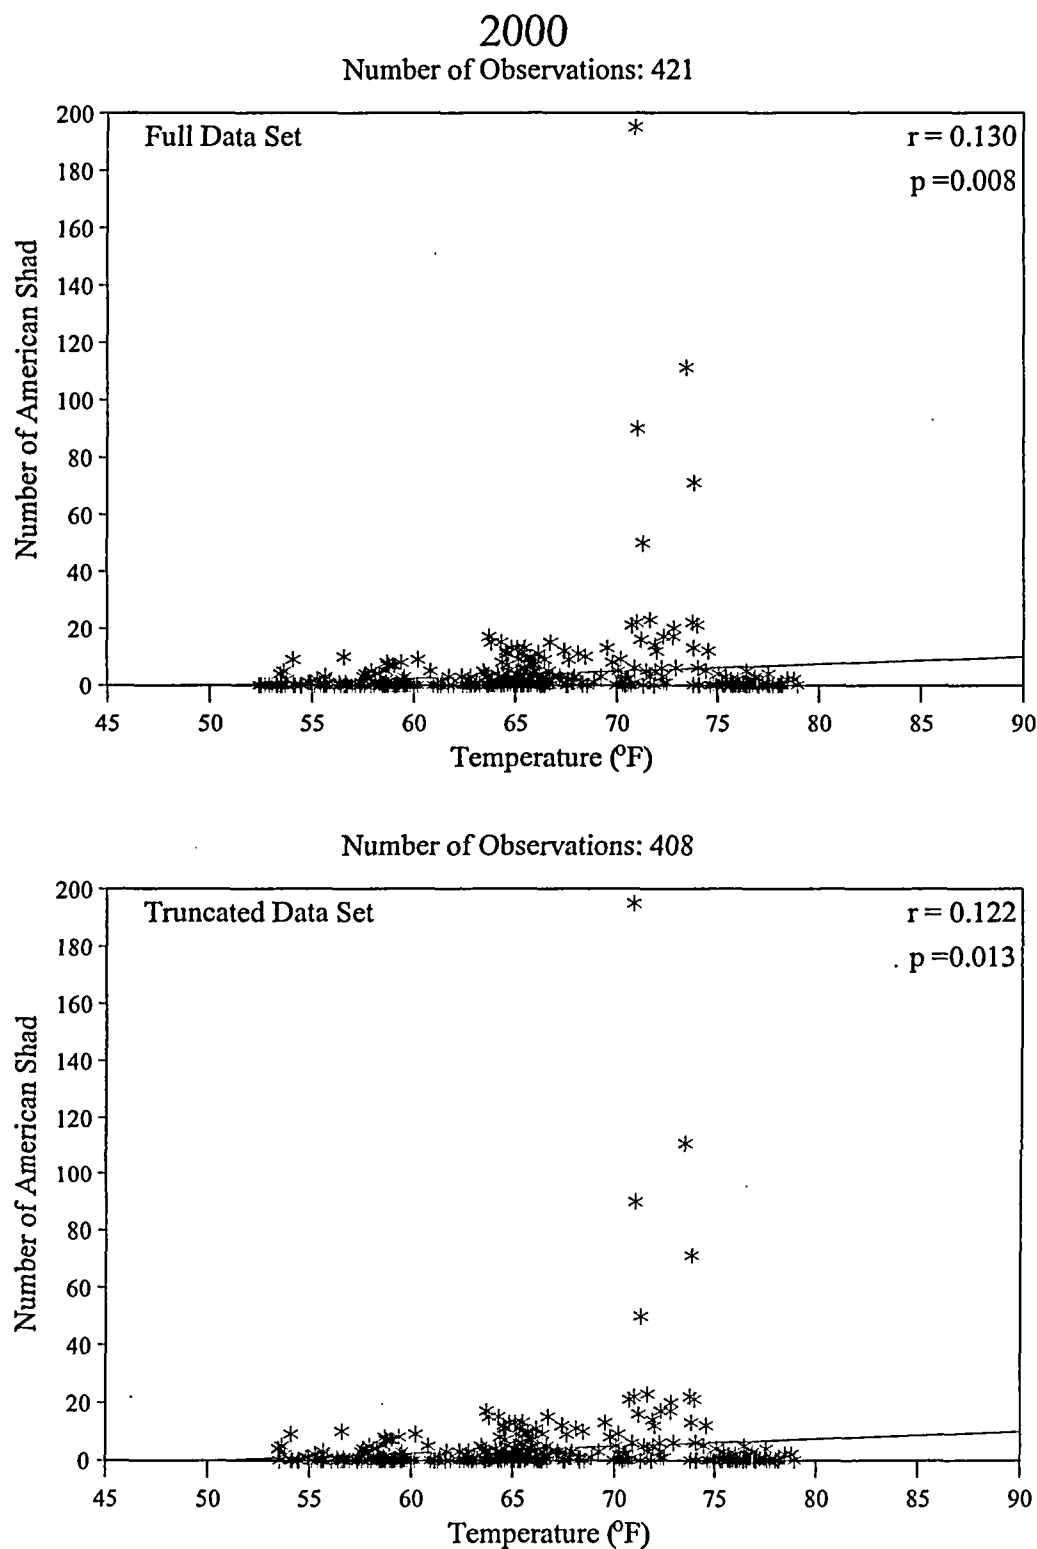 2000
Number of Observations: 421
Full Data Set
r = 0.130
p =0.008
200
180
160
140
120
100
80
60
40
20
0
Number of American Shad
45 50 55 60 65 70 75 80 85 90
Temperature (ºF)
Number of Observations: 408
Truncated Data Set
r = 0.122
p =0.013
200
180
160
140
120
100
80
60
40
20
0
Number of American Shad
45 50 55 60 65 70 75 80 85 90
Temperature (ºF)